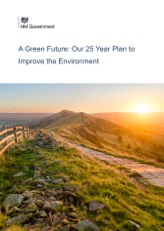 HM Government
A Green Future: Our 25 Year Plan to
Improve the Environment